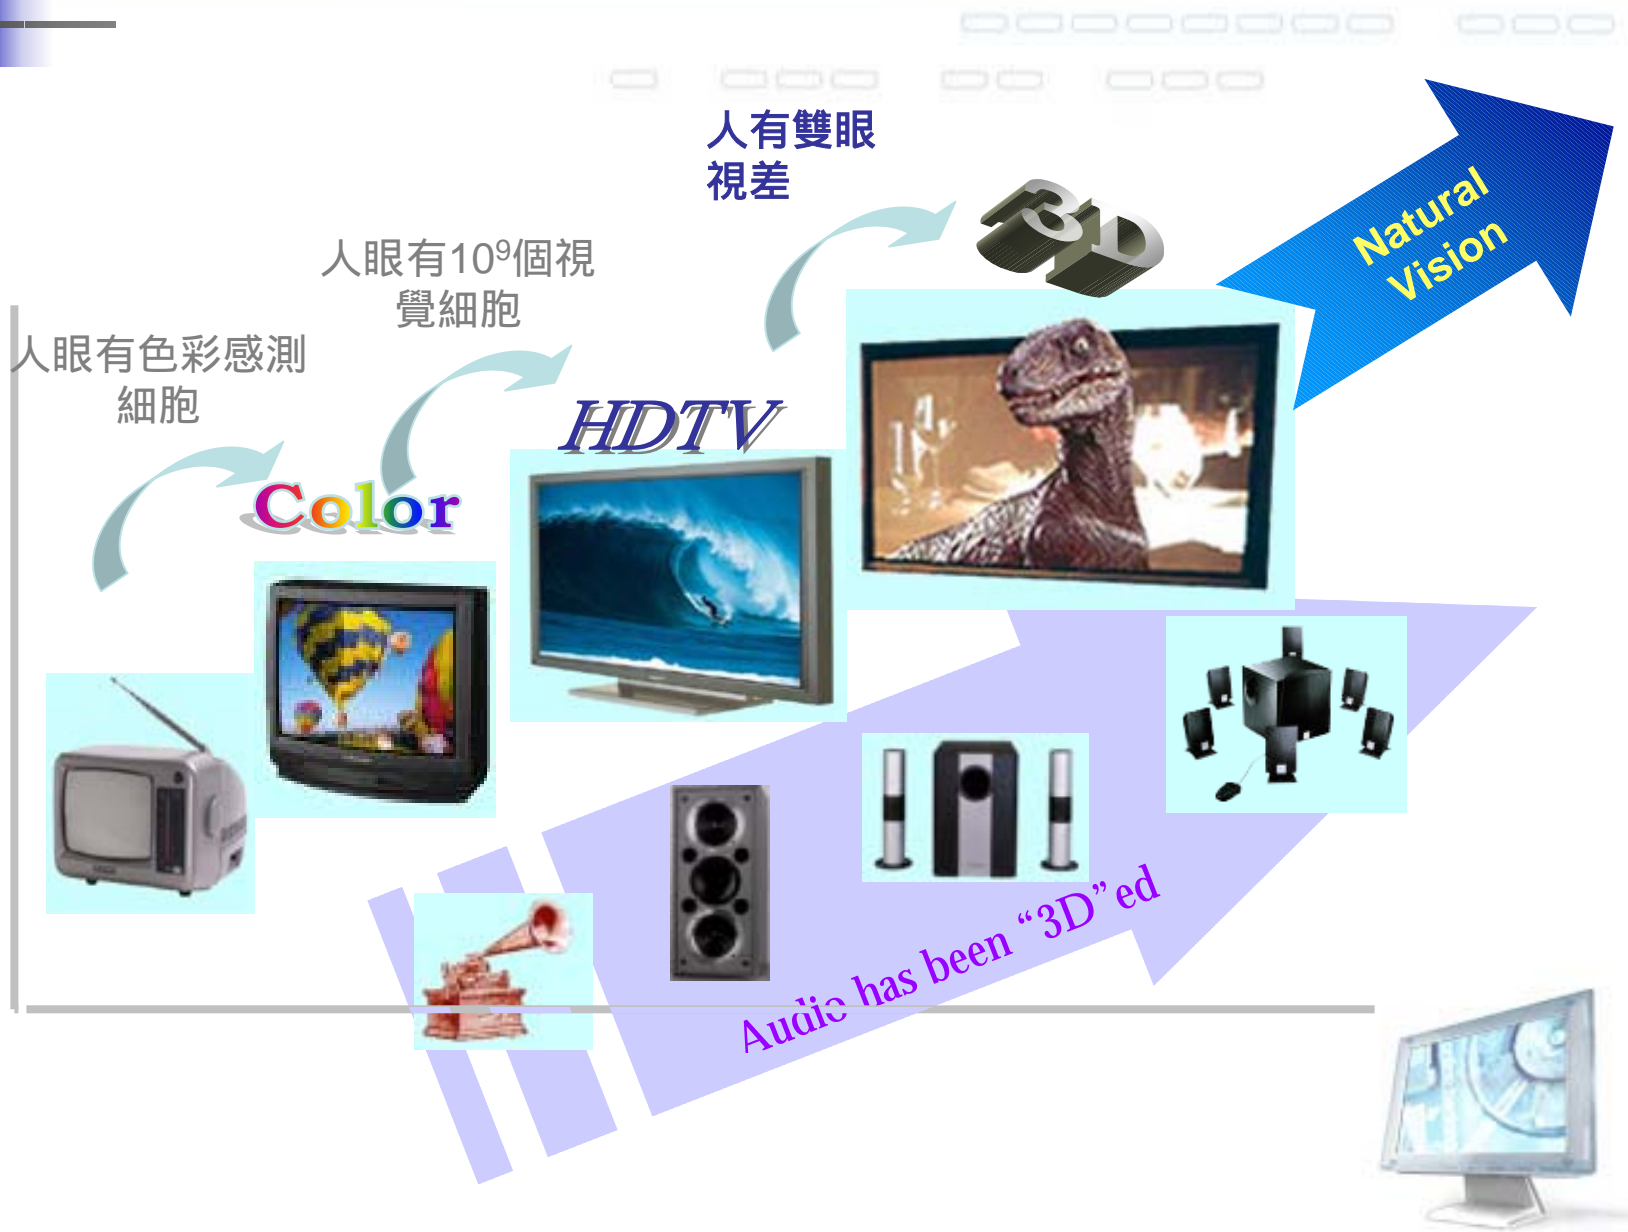 人有雙眼
視差
3D
Natural
Vision
人眼有10⁹個視
覺細胞
人眼有色彩感測
細胞
HDTV
Color
Audio has been “3D”ed